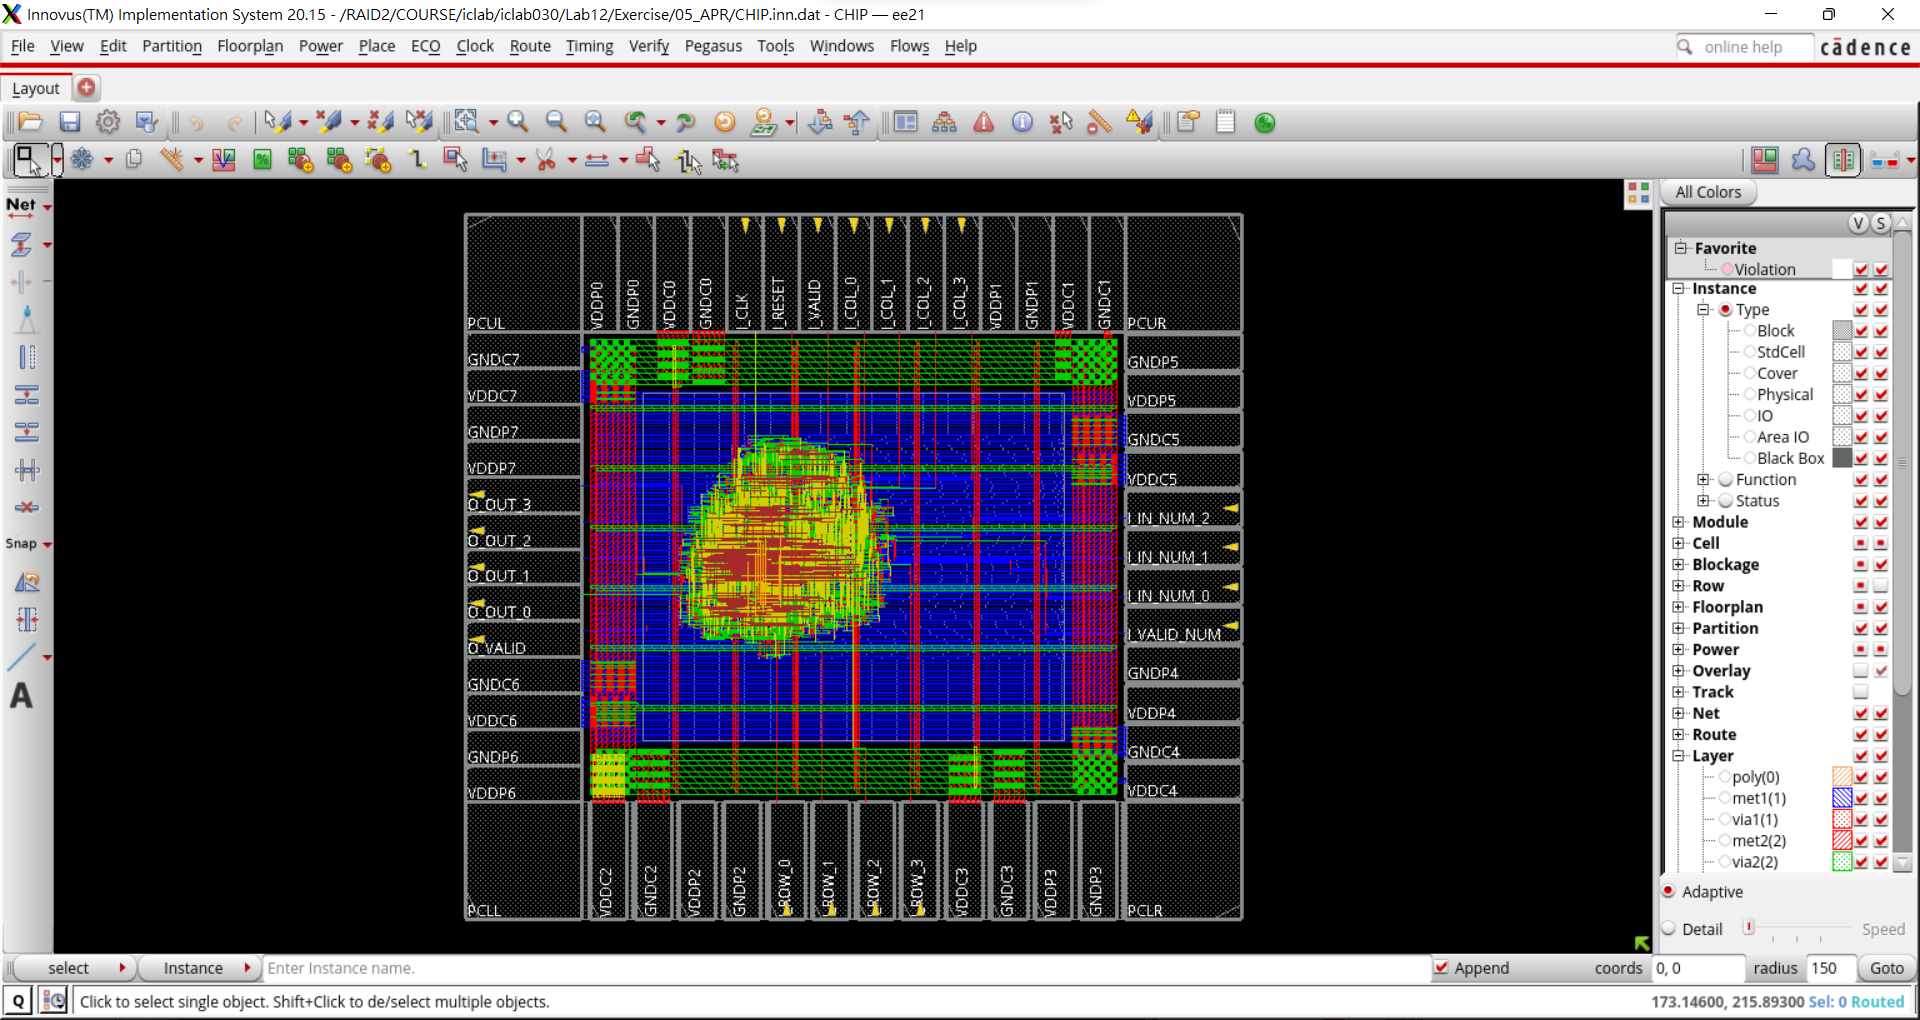 Innovus(TM) Implementation System 20.15 - /RAID2/COURSE/iclab/iclab030/Lab12/Exercise/05_APR/CHIP.inn.dat - CHIP — ee21
File View Edit Partition Floorplan Power Place ECO Clock Route Timing Verify Pegasus Tools Windows Flows Help
online help
cādence
Layout
Net
Snap
A
All Colors
V S
Favorite
Violation
Instance
Type
Block
StdCell
Cover
Physical
IO
Area IO
Black Box
Function
Status
Module
Cell
Blockage
Row
Floorplan
Partition
Power
Overlay
Track
Net
Route
Layer
poly(0)
met1(1)
via1(1)
met2(2)
via2(2)
Adaptive
Detail
Speed
PCUL
VDDP0
GNDP0
VDDC0
GNDC0
I_CLK
I_RESET
I_VALID
I_COL_0
I_COL_1
I_COL_2
I_COL_3
VDDP1
GNDP1
VDDC1
GNDC1
PCUR
GNDC7
VDDC7
GNDP7
VDDP7
O_OUT_3
O_OUT_2
O_OUT_1
O_OUT_0
O_VALID
GNDC6
VDDC6
GNDP6
VDDP6
GNDP5
VDDP5
GNDC5
VDDC5
I_IN_NUM_2
I_IN_NUM_1
I_IN_NUM_0
I_VALID_NUM
GNDP4
VDDP4
GNDC4
VDDC4
PCLL
VDDC2
GNDC2
VDDP2
GNDP2
I_ROW_0
I_ROW_1
I_ROW_2
I_ROW_3
VDDC3
GNDC3
VDDP3
GNDP3
PCLR
select Instance Enter Instance name. Append coords 0, 0 radius 150 Goto
Q Click to select single object. Shift+Click to de/select multiple objects. 173.14600, 215.89300 Sel: 0 Routed